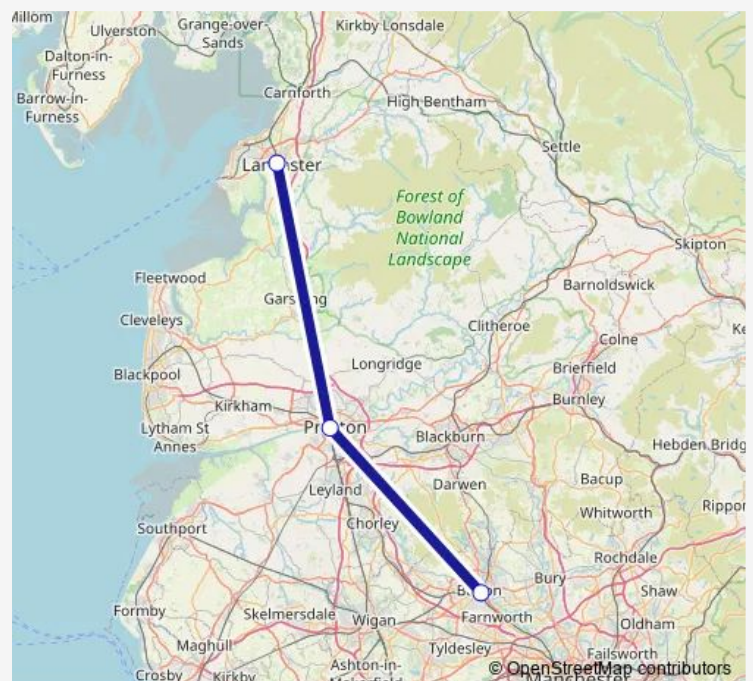 Millom
Ulverston
Grange-over-
Sands
Kirkby Lonsdale
Dalton-in-
Furness
Barrow-in-
Furness
Carnforth
High Bentham
Settle
Forest of
Bowland
National
Landscape
Skipton
Fleetwood
Barnoldswick
Cleveleys
Clitheroe
Colne
Longridge
Blackpool
Brierfield
Kirkham
Burnley
Lytham St
Annes
Blackburn
Hebden Bridg
Leyland
Darwen
Bacup
Chorley
Whitworth
Rippor
Southport
Rochdale
Bury
Shaw
Formby
Skelmersdale
Wigan
Farnworth
Oldham
Maghull
Tyldesley
Failsworth
Crosby
Kirkby
Ashton-in-
© OpenStreetMap contributors
Manchester